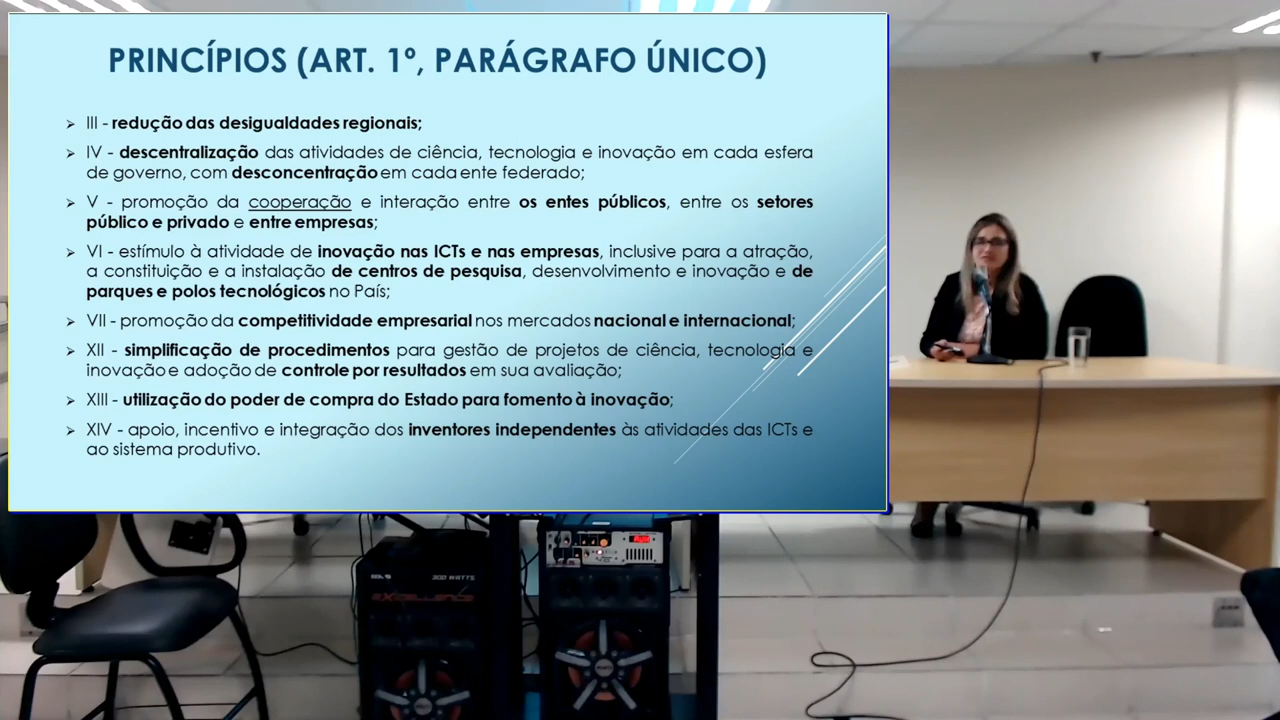 PRINCÍPIOS (ART. 1º, PARÁGRAFO ÚNICO)
III - redução das desigualdades regionais;
IV - descentralização das atividades de ciência, tecnologia e inovação em cada esfera
de governo, com desconcentração em cada ente federado;
V - promoção da cooperação e interação entre os entes públicos, entre os setores
público e privado e entre empresas;
VI - estímulo à atividade de inovação nas ICTs e nas empresas, inclusive para a atração,
a constituição e a instalação de centros de pesquisa, desenvolvimento e inovação e de
parques e polos tecnológicos no País;
VII - promoção da competitividade empresarial nos mercados nacional e internacional;
XII - simplificação de procedimentos para gestão de projetos de ciência, tecnologia e
inovação e adoção de controle por resultados em sua avaliação;
XIII - utilização do poder de compra do Estado para fomento à inovação;
XIV - apoio, incentivo e integração dos inventores independentes às atividades das ICTs e
ao sistema produtivo.
300 WATTS
EXCELLENCE